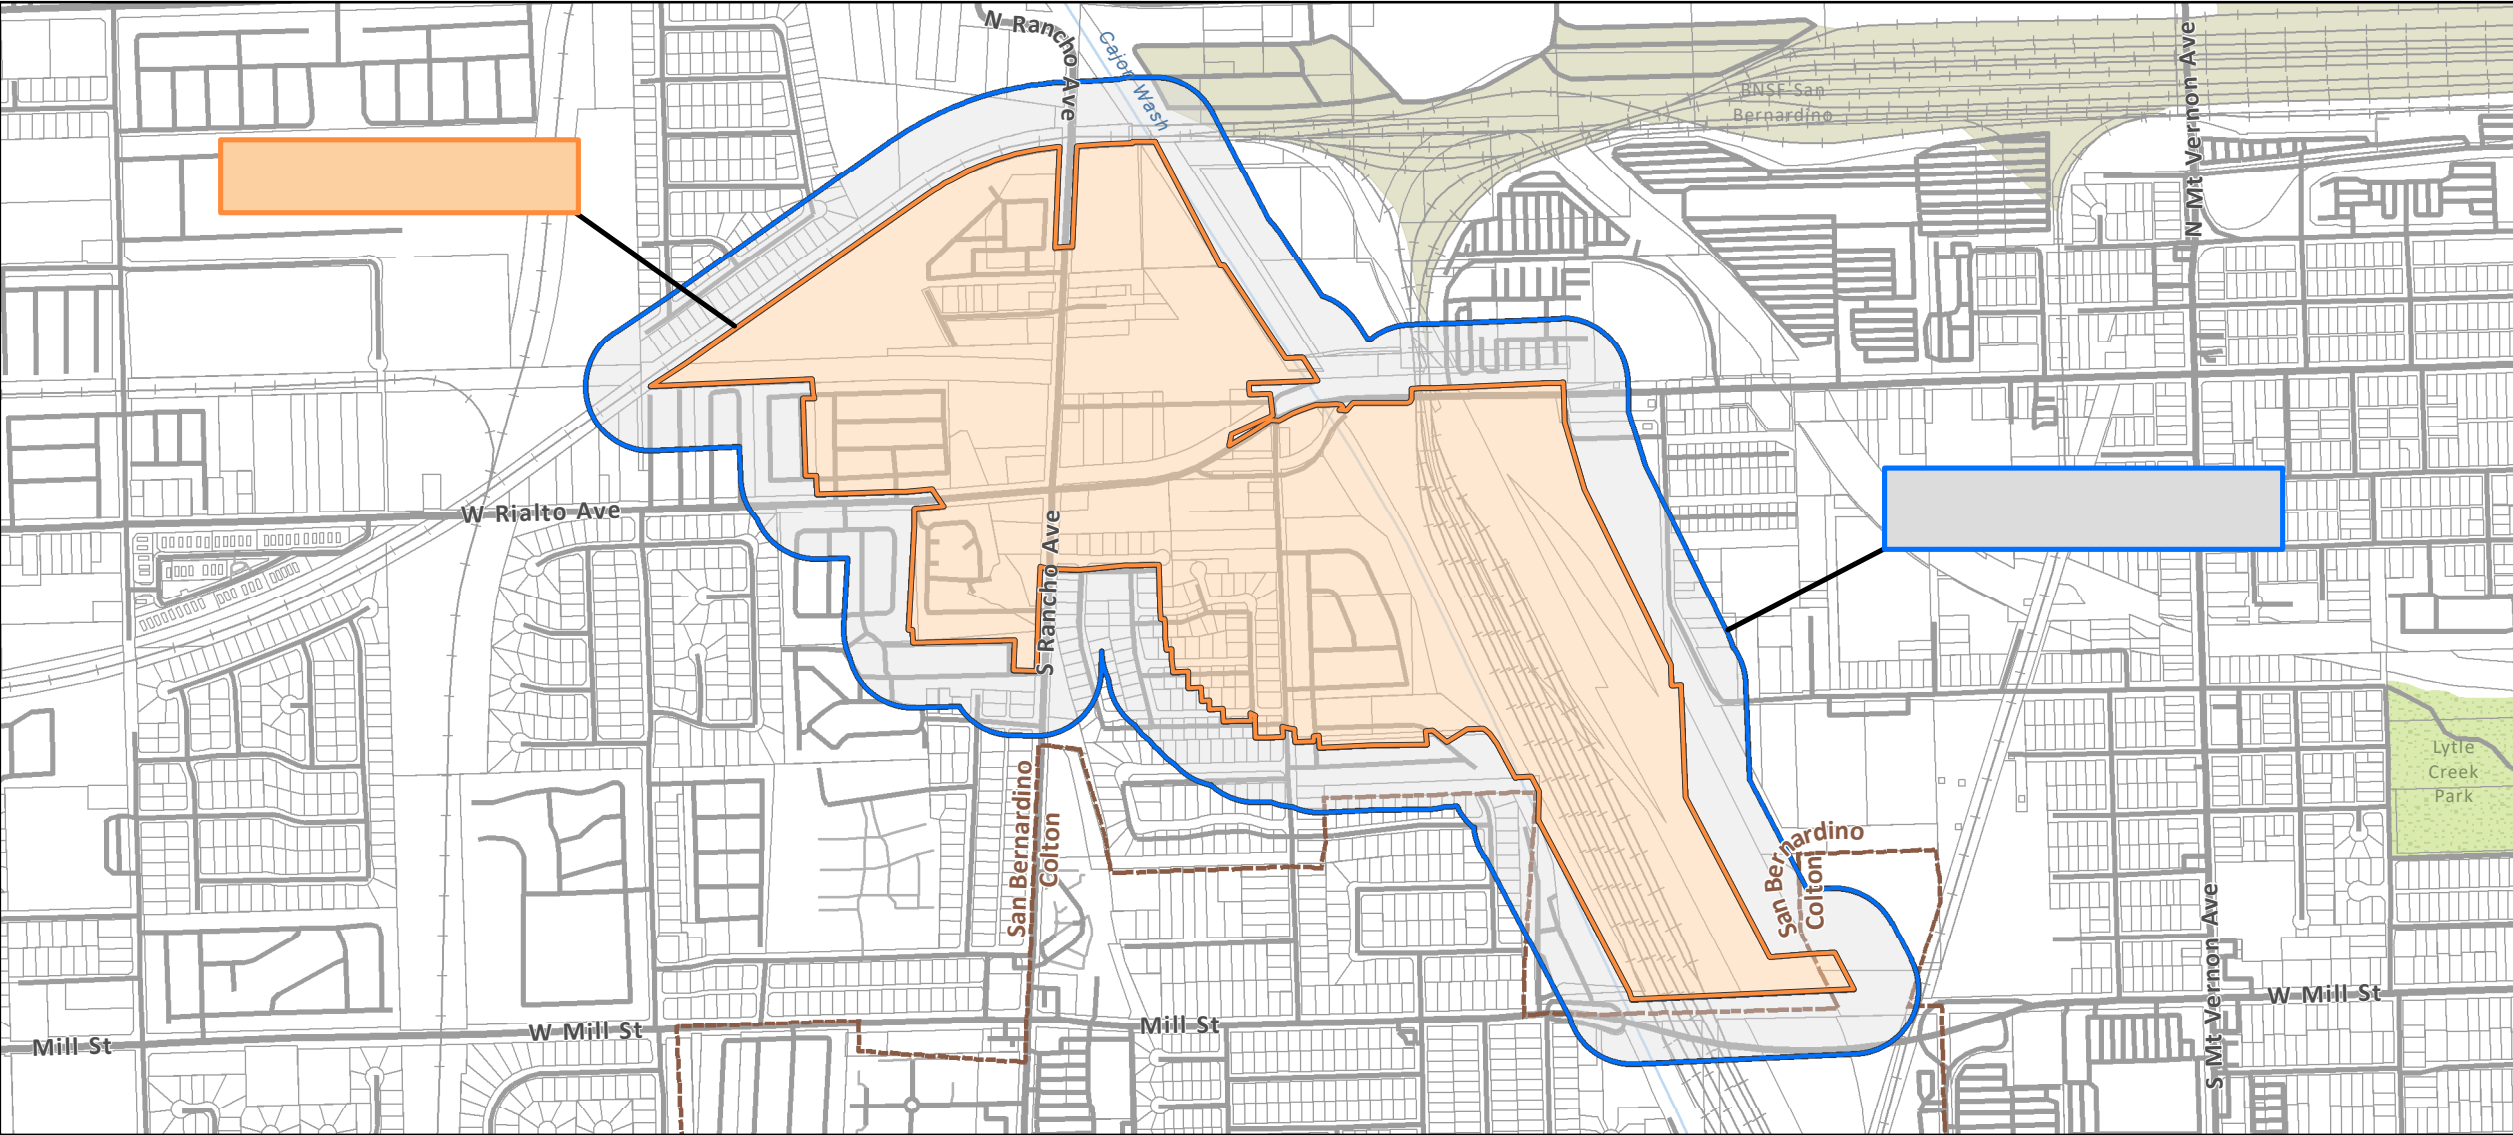 N Rancho Ave
Cajon Wash
BNSF San
Bernardino
N Mt Vernon Ave
W Rialto Ave
S Rancho Ave
Lytle
Creek
Park
San Bernardino
Colton
San Bernardino
Colton
S Mt Vernon Ave
W Mill St
Mill St
W Mill St
Mill St